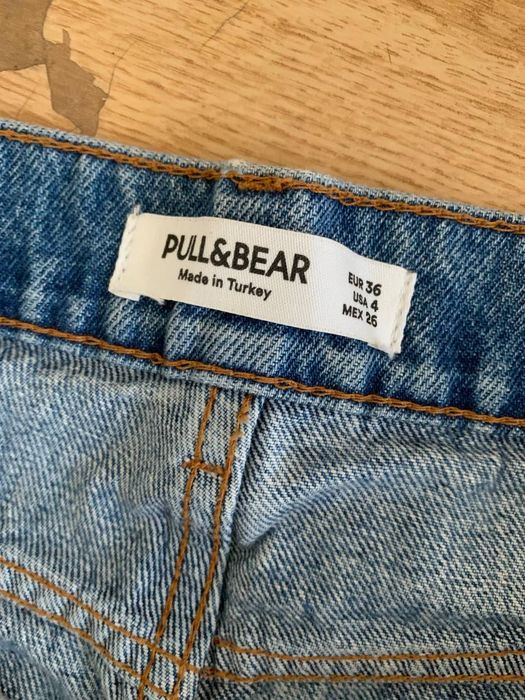 PULL&BEAR
Made in Turkey
EUR 36
USA 4
MEX 26